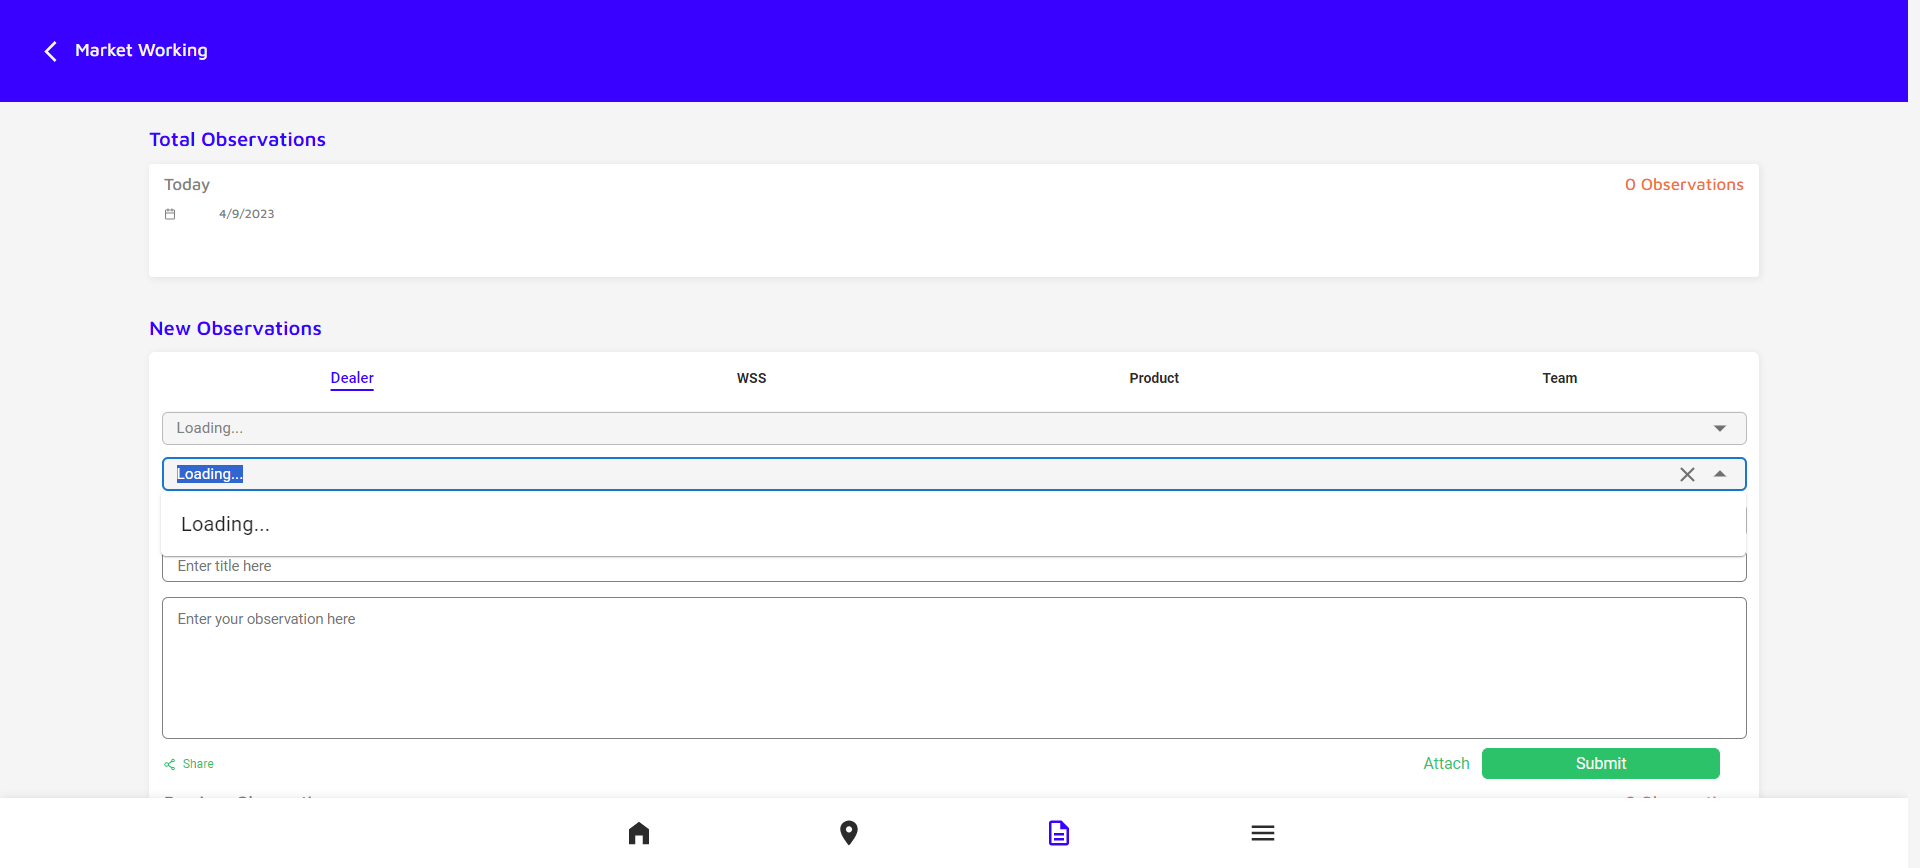 Market Working
Total Observations
Today
0 Observations
4/9/2023
New Observations
Dealer
WSS
Product
Team
Loading...
Loading...
Loading...
Enter title here
Enter your observation here
Share
Attach
Submit